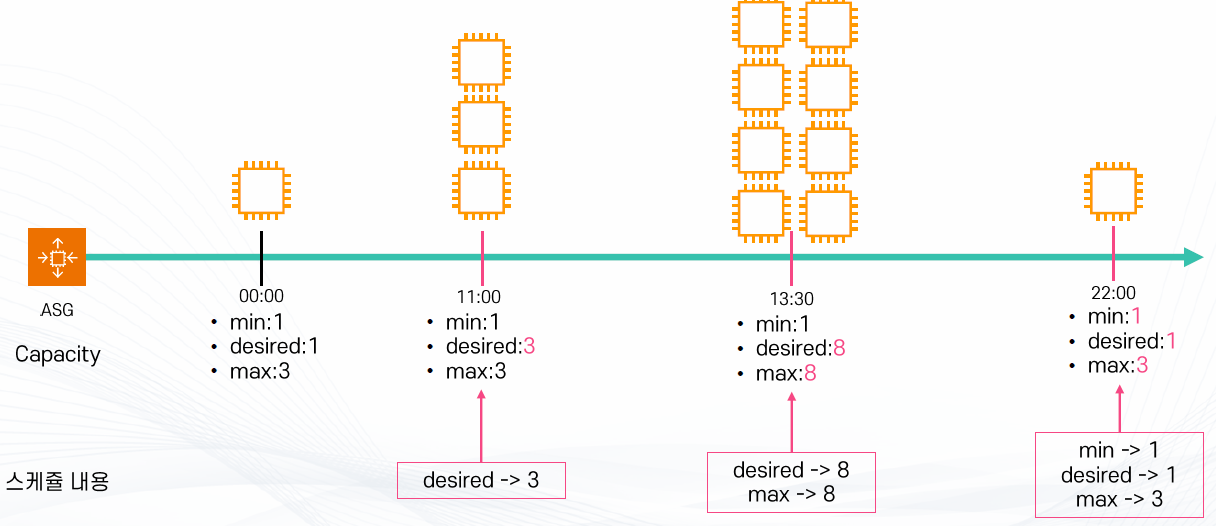 ASG
Capacity
00:00
• min:1
• desired:1
• max:3
11:00
• min:1
• desired:3
• max:3
13:30
• min:1
• desired:8
• max:8
22:00
• min:1
• desired:1
• max:3
스케쥴 내용
desired -> 3
desired -> 8
max -> 8
min -> 1
desired -> 1
max -> 3